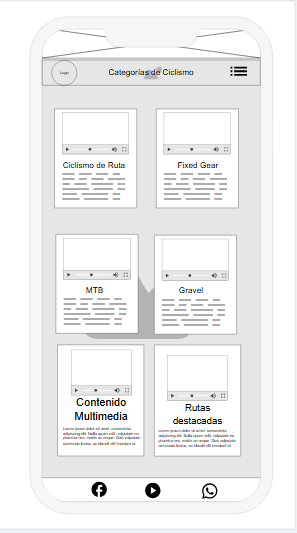 Logo
Categorías de Ciclismo
Ciclismo de Ruta
Fixed Gear
MTB
Gravel
Contenido
Multimedia
Lorem ipsum dolor sit amet, consectetur
adipiscing elit. Nulla quam velit, vulputate eu
pharetra nec, mattis ac neque. Duis vulputate
commodo lectus, ac blandit elit tincidunt id.
Rutas
destacadas
Lorem ipsum dolor sit amet, consectetur
adipiscing elit. Nulla quam velit, vulputate eu
pharetra nec, mattis ac neque. Duis vulputate
commodo lectus, ac blandit elit tincidunt id.